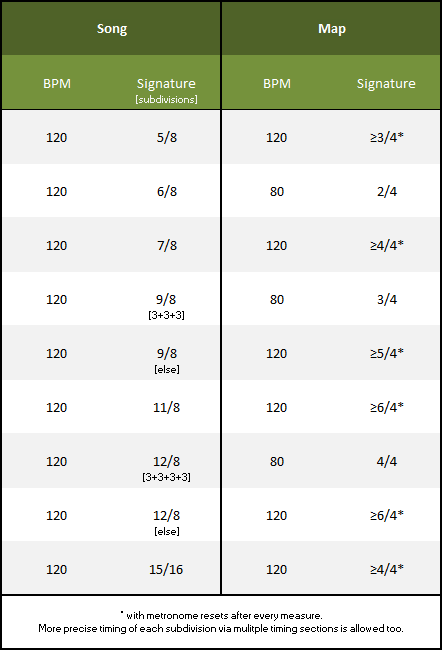 Song Map
BPM Signature BPM Signature
[subdivisions]
120 5/8 120 ≥3/4*
120 6/8 80 2/4
120 7/8 120 ≥4/4*
120 9/8 80 3/4
[3+3+3]
120 9/8 120 ≥5/4*
[else]
120 11/8 120 ≥6/4*
120 12/8 80 4/4
[3+3+3+3]
120 12/8 120 ≥6/4*
[else]
120 15/16 120 ≥4/4*
* with metronome resets after every measure.
More precise timing of each subdivision via mulitple timing sections is allowed too.